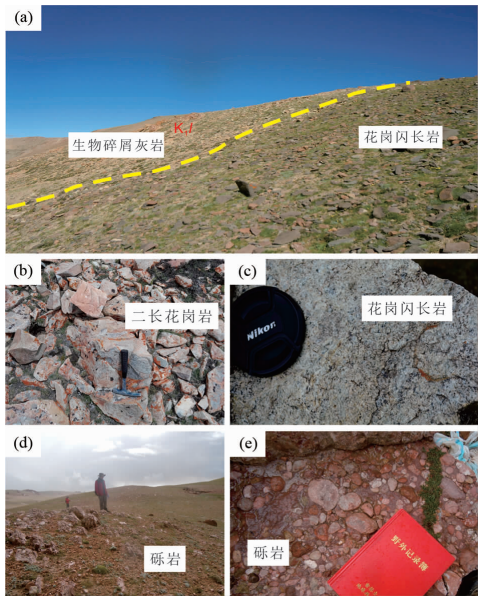 (a)
K₁l
生物碎屑灰岩
花岗闪长岩
(b)
二长花岗岩
(c)
花岗闪长岩
Nikon
(d)
砾岩
(e)
砾岩
野外记录簿